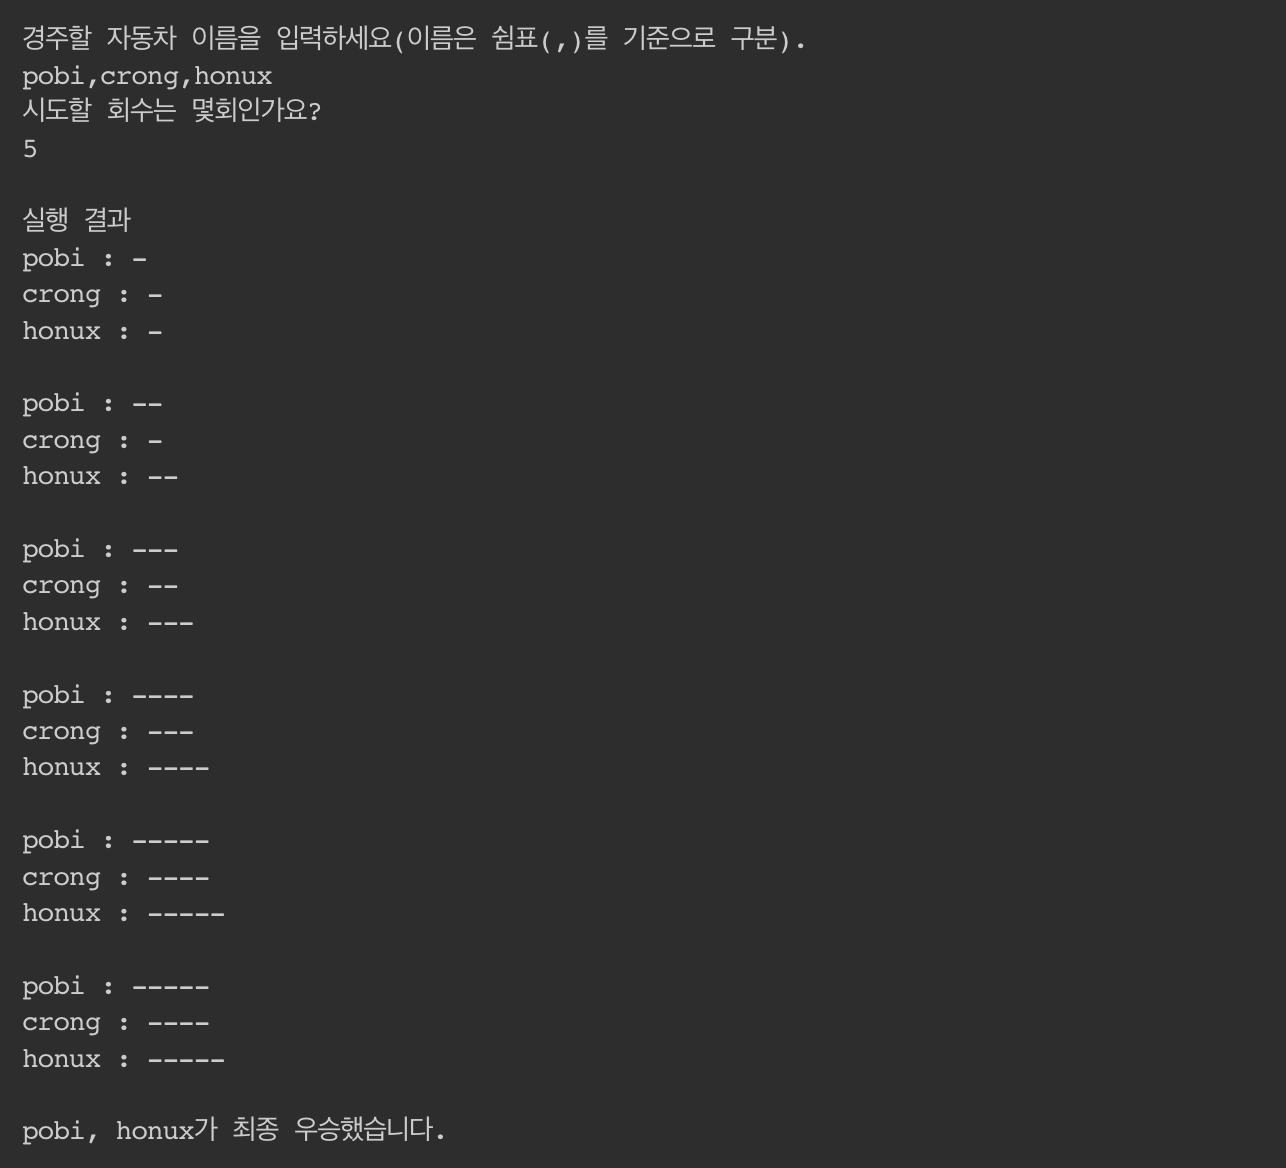 경주할 자동차 이름을 입력하세요(이름은 쉼표(,)를 기준으로 구분).
pobi,crong,honux
시도할 회수는 몇회인가요?
5

실행 결과
pobi : -
crong : -
honux : -

pobi : --
crong : -
honux : --

pobi : ---
crong : --
honux : ---

pobi : ----
crong : ---
honux : ----

pobi : -----
crong : ----
honux : -----

pobi : -----
crong : ----
honux : -----

pobi, honux가 최종 우승했습니다.